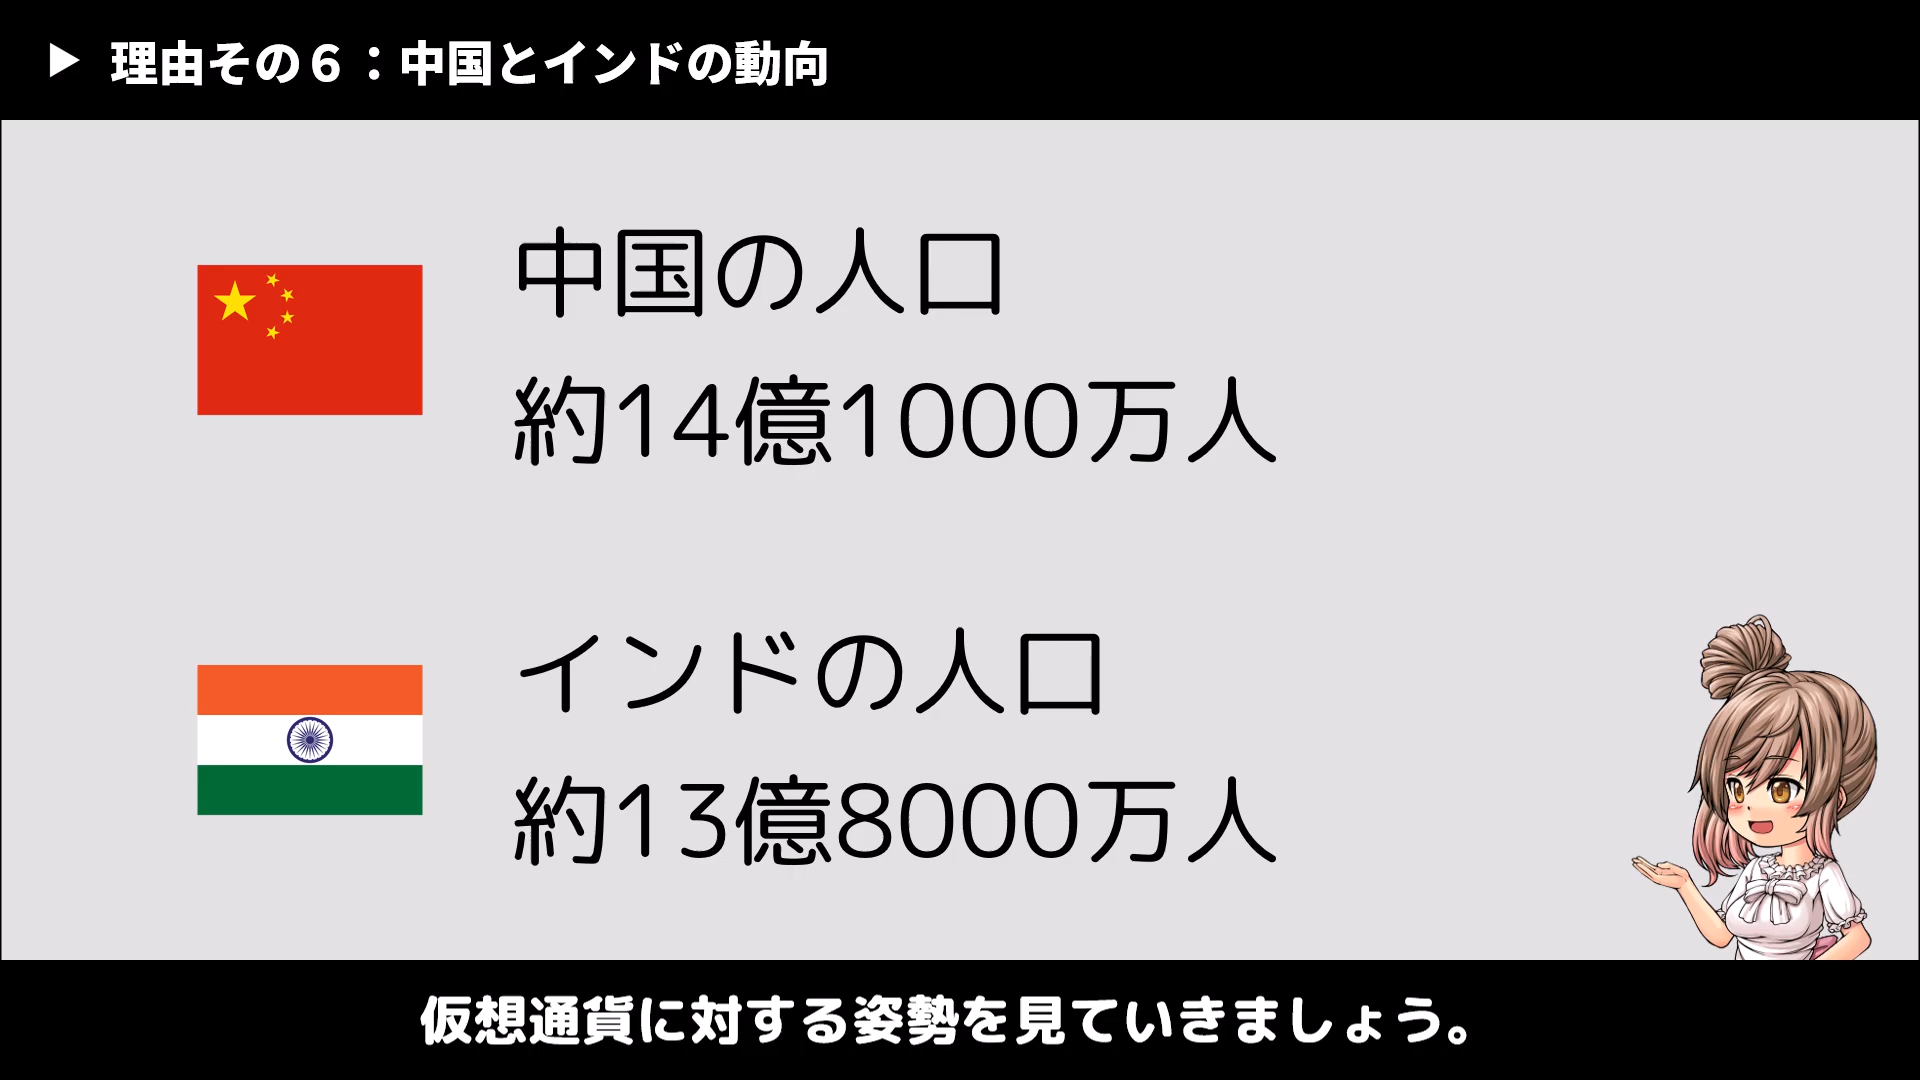 ▶ 理由その６：中国とインドの動向
中国の人口
約14億1000万人
インドの人口
約13億8000万人
仮想通貨に対する姿勢を見ていきましょう。